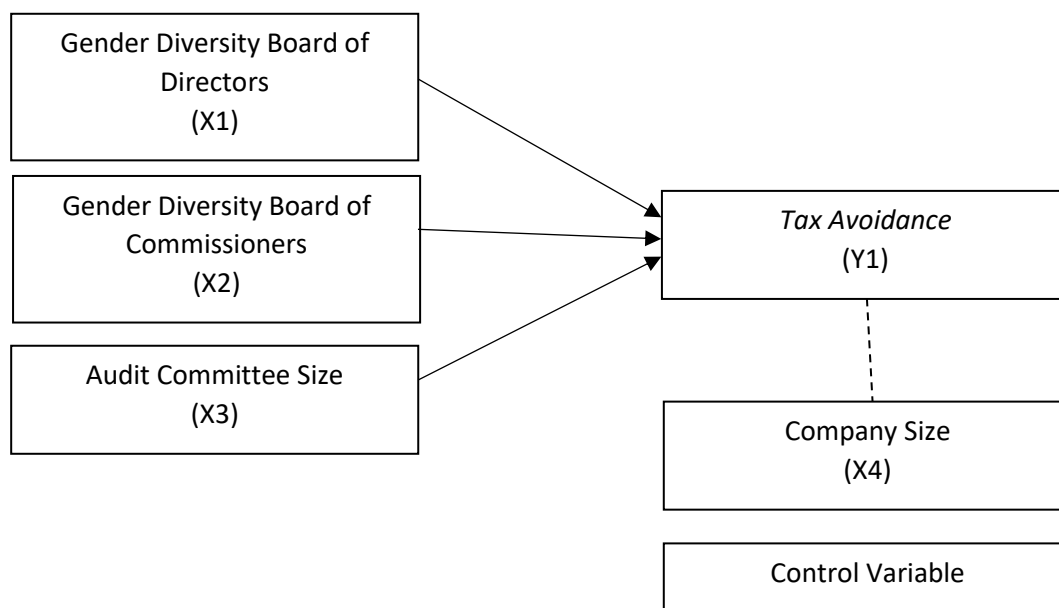 Gender Diversity Board of
Directors
(X1)
Gender Diversity Board of
Commissioners
(X2)
Audit Committee Size
(X3)
Tax Avoidance
(Y1)
Company Size
(X4)
Control Variable